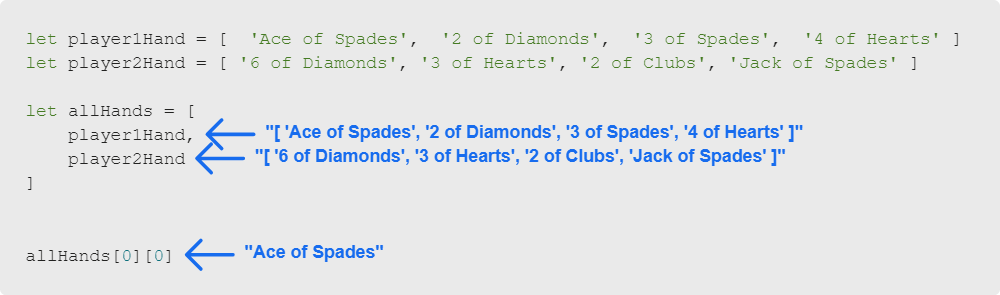 let player1Hand = [  'Ace of Spades',  '2 of Diamonds',  '3 of Spades',  '4 of Hearts' ]
let player2Hand = [ '6 of Diamonds', '3 of Hearts', '2 of Clubs', 'Jack of Spades' ]
let allHands = [
player1Hand, "[ 'Ace of Spades', '2 of Diamonds', '3 of Spades', '4 of Hearts' ]"
player2Hand "[ '6 of Diamonds', '3 of Hearts', '2 of Clubs', 'Jack of Spades' ]"
]
allHands[0][0] "Ace of Spades"